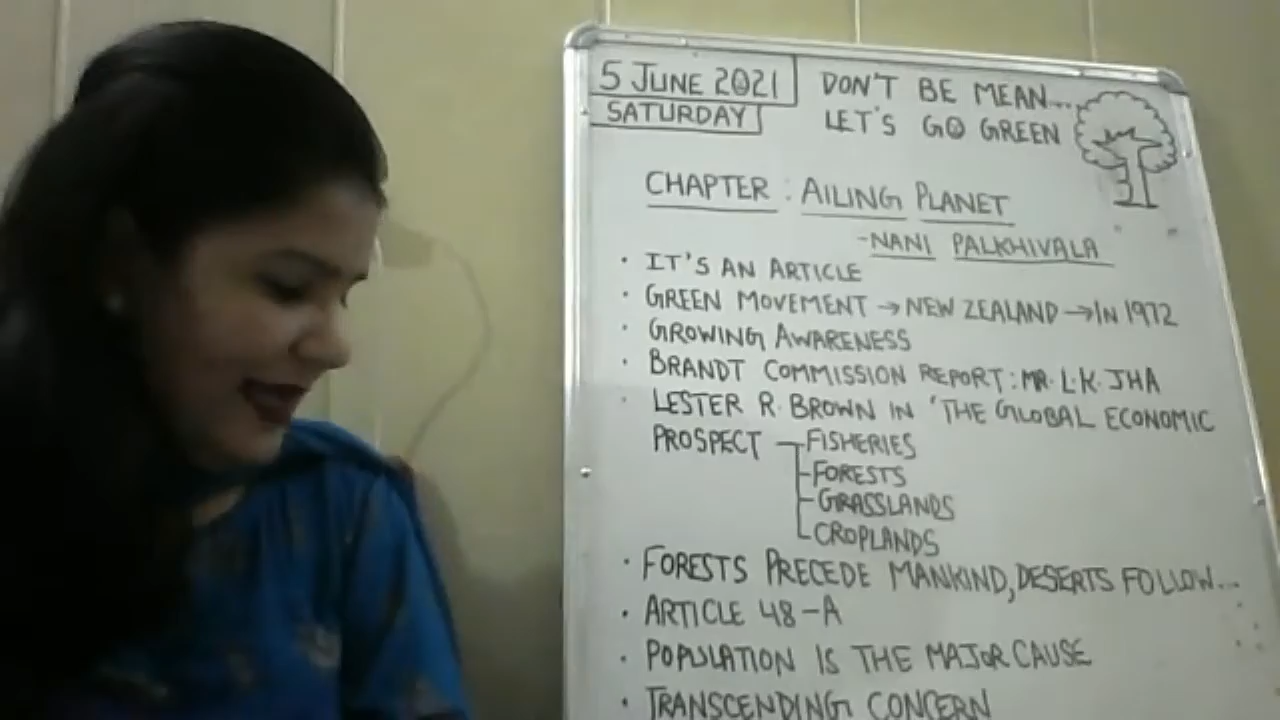 5 JUNE 2021
SATURDAY
DON'T BE MEAN...
LET'S GO GREEN
CHAPTER : AILING PLANET
-NANI PALKHIVALA
• IT'S AN ARTICLE
• GREEN MOVEMENT → NEW ZEALAND → IN 1972
• GROWING AWARENESS
• BRANDT COMMISSION REPORT : MR. L.K. JHA
• LESTER R. BROWN IN 'THE GLOBAL ECONOMIC
PROSPECT FISHERIES
FORESTS
GRASSLANDS
CROPLANDS
• FORESTS PRECEDE MANKIND, DESERTS FOLLOW...
• ARTICLE 48-A
• POPULATION IS THE MAJOR CAUSE
• TRANSCENDING CONCERN